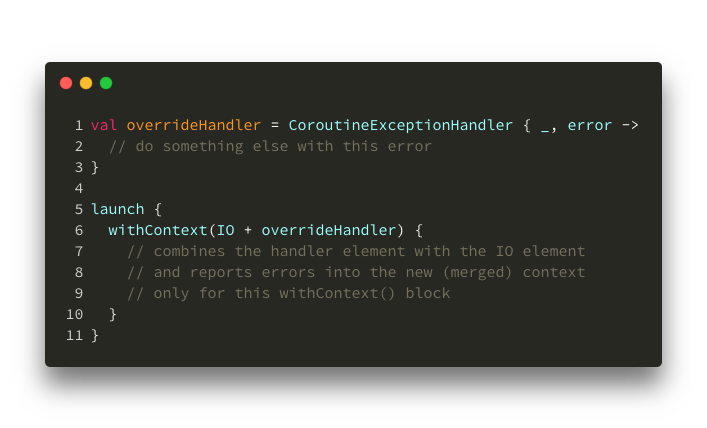 1 val overrideHandler = CoroutineExceptionHandler { _, error ->
2   // do something else with this error
3 }
4
5 launch {
6   withContext(IO + overrideHandler) {
7     // combines the handler element with the IO element
8     // and reports errors into the new (merged) context
9     // only for this withContext() block
10   }
11 }